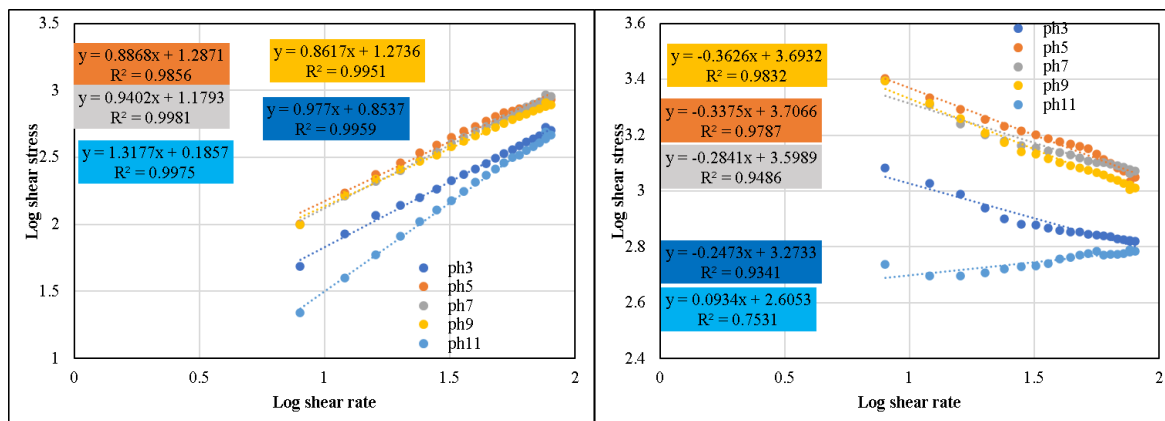 3.5
3
2.5
2
1.5
1
Log shear stress
y = 0.8868x + 1.2871
R² = 0.9856
y = 0.9402x + 1.1793
R² = 0.9981
y = 1.3177x + 0.1857
R² = 0.9975
y = 0.8617x + 1.2736
R² = 0.9951
y = 0.977x + 0.8537
R² = 0.9959
ph3
ph5
ph7
ph9
ph11
0 0.5 1 1.5 2
Log shear rate
3.6
3.4
3.2
3
2.8
2.6
2.4
Log shear stress
y = -0.3626x + 3.6932
R² = 0.9832
y = -0.3375x + 3.7066
R² = 0.9787
y = -0.2841x + 3.5989
R² = 0.9486
y = -0.2473x + 3.2733
R² = 0.9341
y = 0.0934x + 2.6053
R² = 0.7531
ph3
ph5
ph7
ph9
ph11
0 0.5 1 1.5 2
Log shear rate